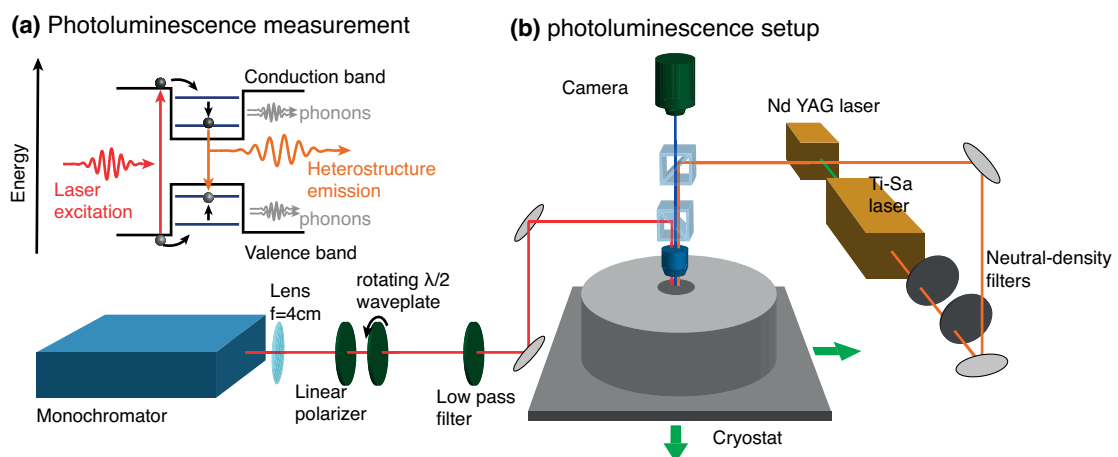 (a) Photoluminescence measurement
Energy
Conduction band
phonons
Laser
excitation
Heterostructure
emission
phonons
Valence band
(b) photoluminescence setup
Camera
Nd YAG laser
Ti-Sa
laser
Neutral-density
filters
rotating λ/2
waveplate
Lens
f=4cm
Linear
polarizer
Low pass
filter
Monochromator
Cryostat